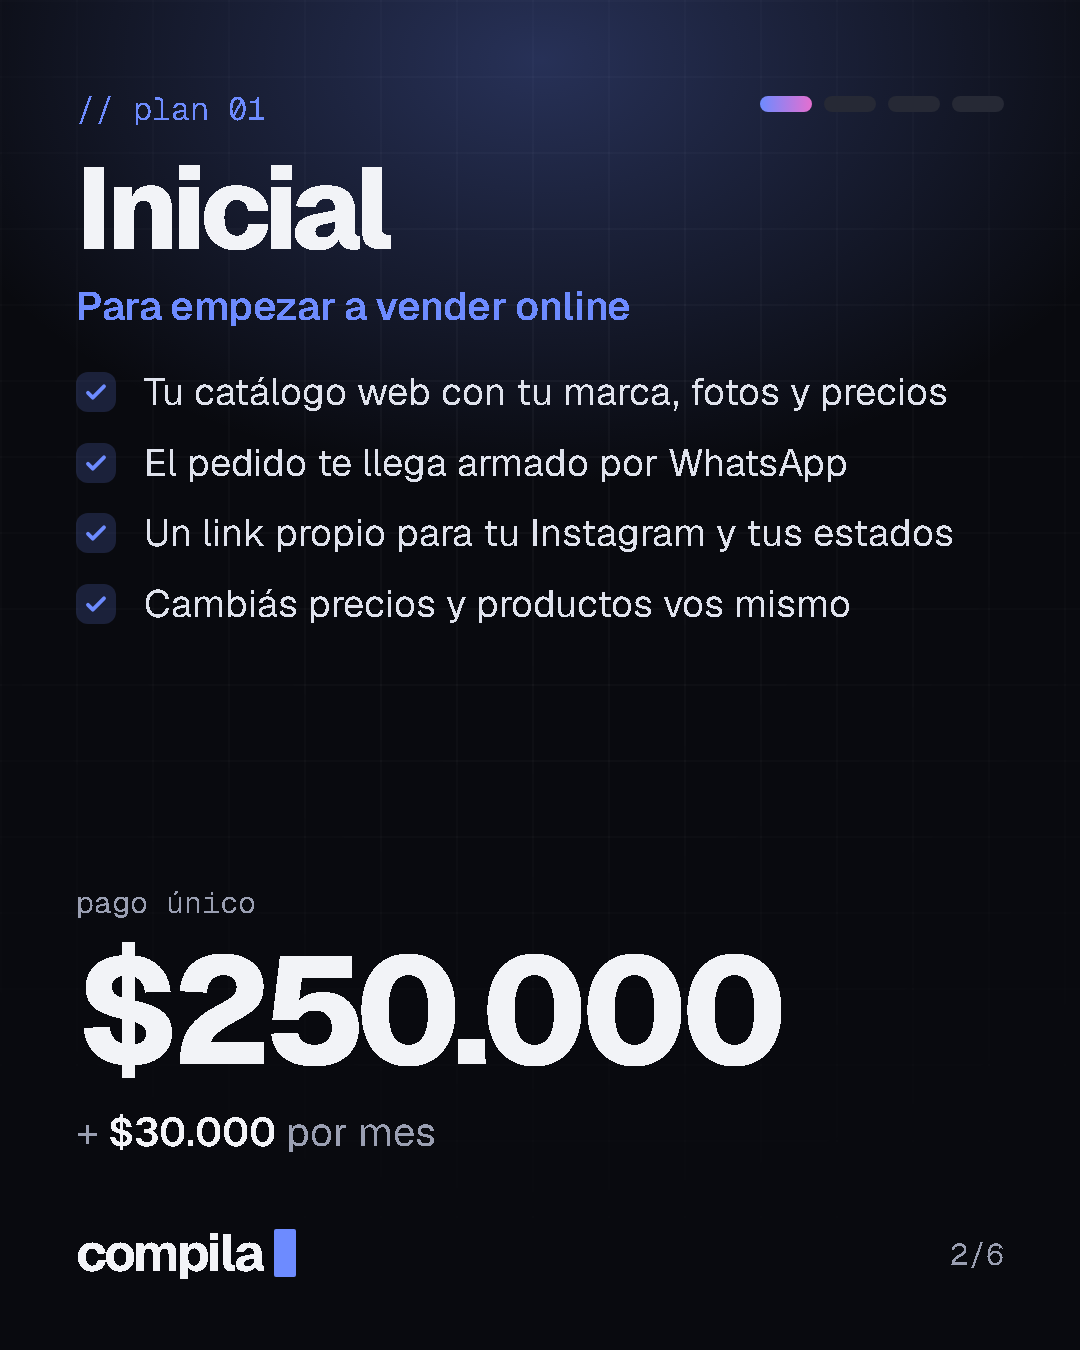 // plan 01
Inicial
Para empezar a vender online
Tu catálogo web con tu marca, fotos y precios
El pedido te llega armado por WhatsApp
Un link propio para tu Instagram y tus estados
Cambiás precios y productos vos mismo
pago único
$250.000
+ $30.000 por mes
compila
2/6